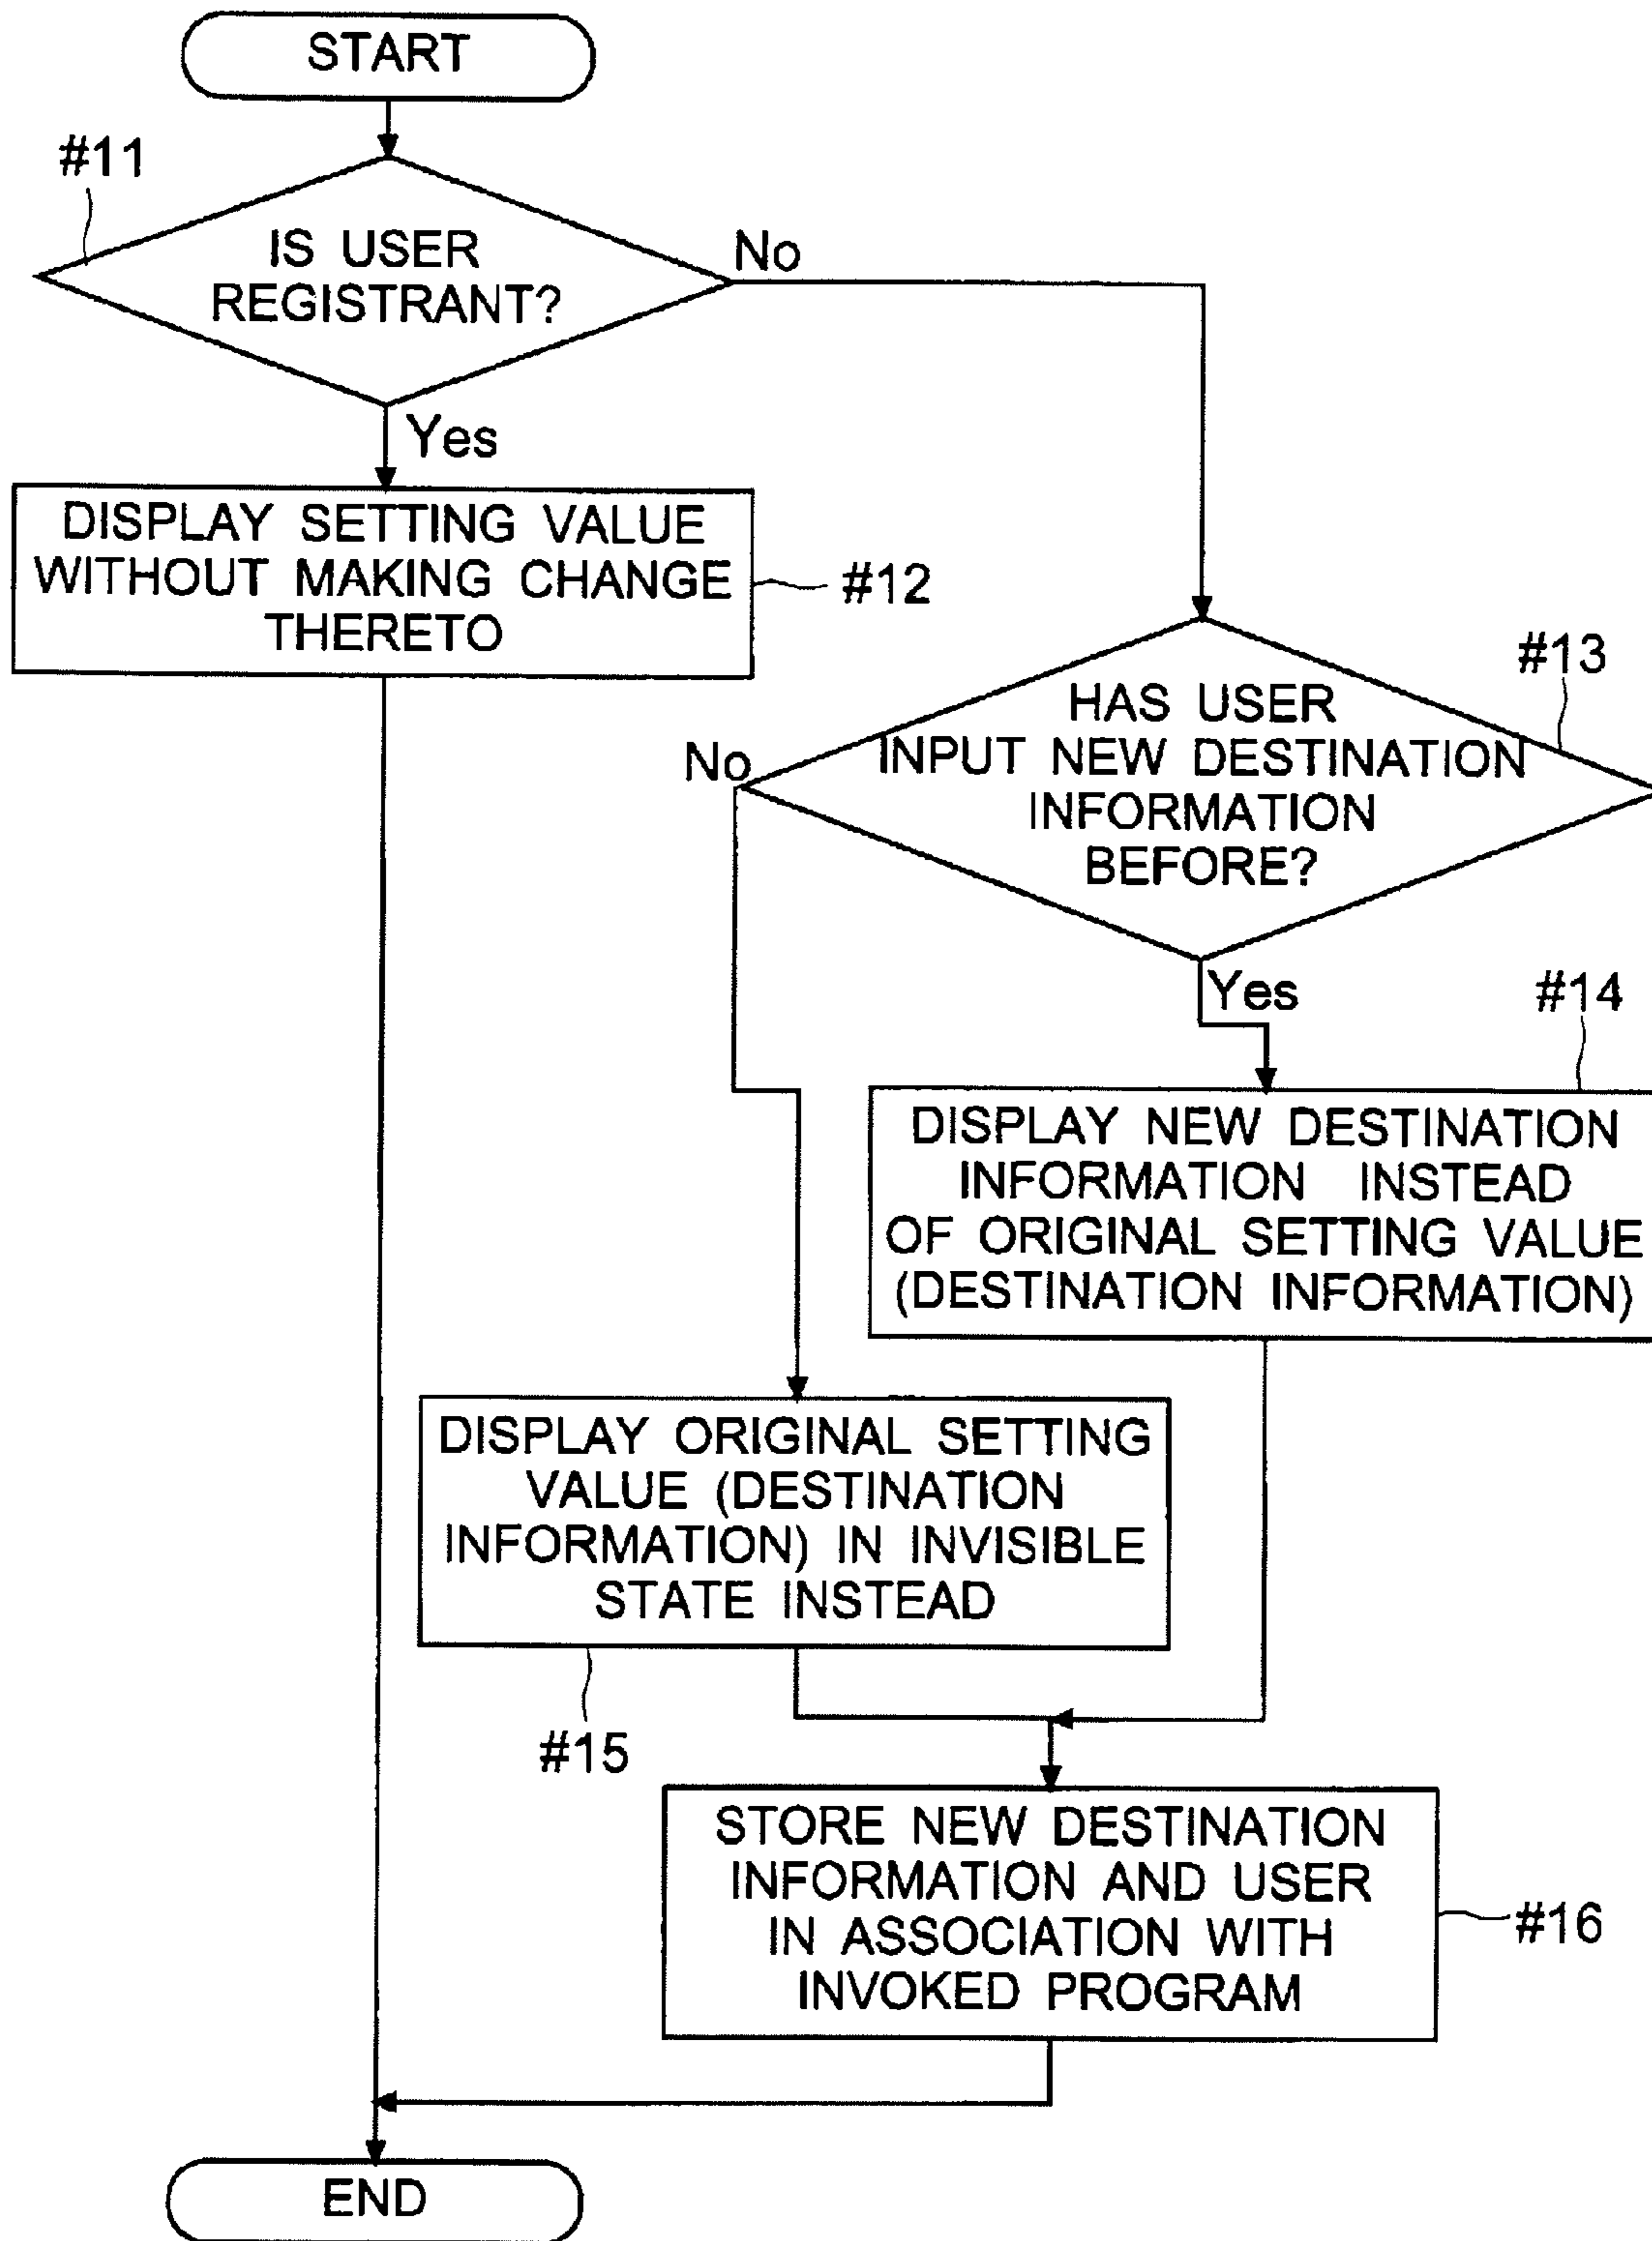 START
#11
IS USER
REGISTRANT?
No
Yes
DISPLAY SETTING VALUE
WITHOUT MAKING CHANGE
THERETO
#12
#13
HAS USER
INPUT NEW DESTINATION
INFORMATION
BEFORE?
No
Yes
#14
DISPLAY NEW DESTINATION
INFORMATION INSTEAD
OF ORIGINAL SETTING VALUE
(DESTINATION INFORMATION)
DISPLAY ORIGINAL SETTING
VALUE (DESTINATION
INFORMATION) IN INVISIBLE
STATE INSTEAD
#15
STORE NEW DESTINATION
INFORMATION AND USER
IN ASSOCIATION WITH
INVOKED PROGRAM
#16
END